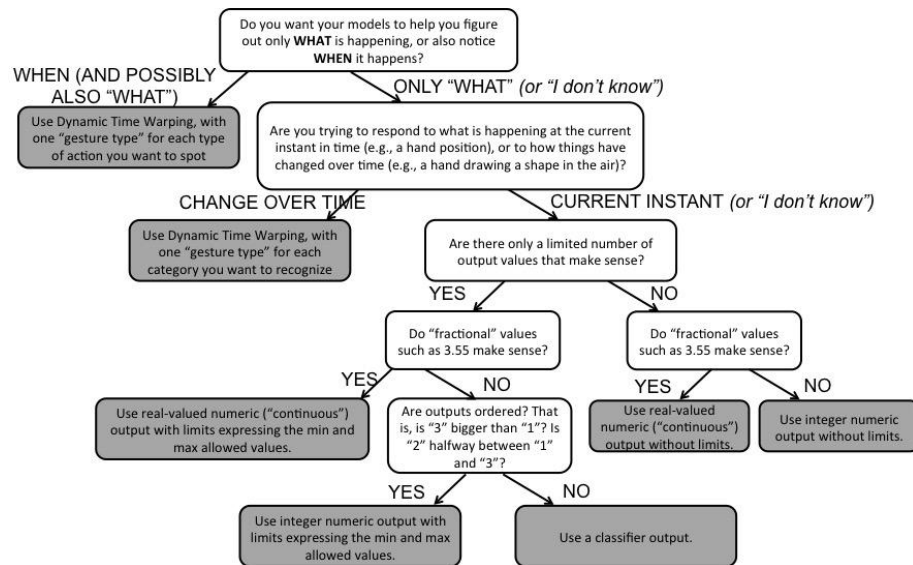 Do you want your models to help you figure
out only WHAT is happening, or also notice
WHEN it happens?
WHEN (AND POSSIBLY
ALSO “WHAT”)
ONLY “WHAT” (or “I don’t know”)
Use Dynamic Time Warping, with
one “gesture type” for each type
of action you want to spot
Are you trying to respond to what is happening at the current
instant in time (e.g., a hand position), or to how things have
changed over time (e.g., a hand drawing a shape in the air)?
CHANGE OVER TIME
CURRENT INSTANT (or “I don’t know”)
Use Dynamic Time Warping, with
one “gesture type” for each
category you want to recognize
Are there only a limited number of
output values that make sense?
YES
NO
Do “fractional” values
such as 3.55 make sense?
Do “fractional” values
such as 3.55 make sense?
YES
NO
YES
NO
Use real-valued numeric (“continuous”)
output with limits expressing the min and
max allowed values.
Are outputs ordered? That
is, is “3” bigger than “1”? Is
“2” halfway between “1”
and “3”?
Use real-valued
numeric (“continuous”)
output without limits.
Use integer numeric
output without limits.
YES
NO
Use integer numeric output with
limits expressing the min and max
allowed values.
Use a classifier output.